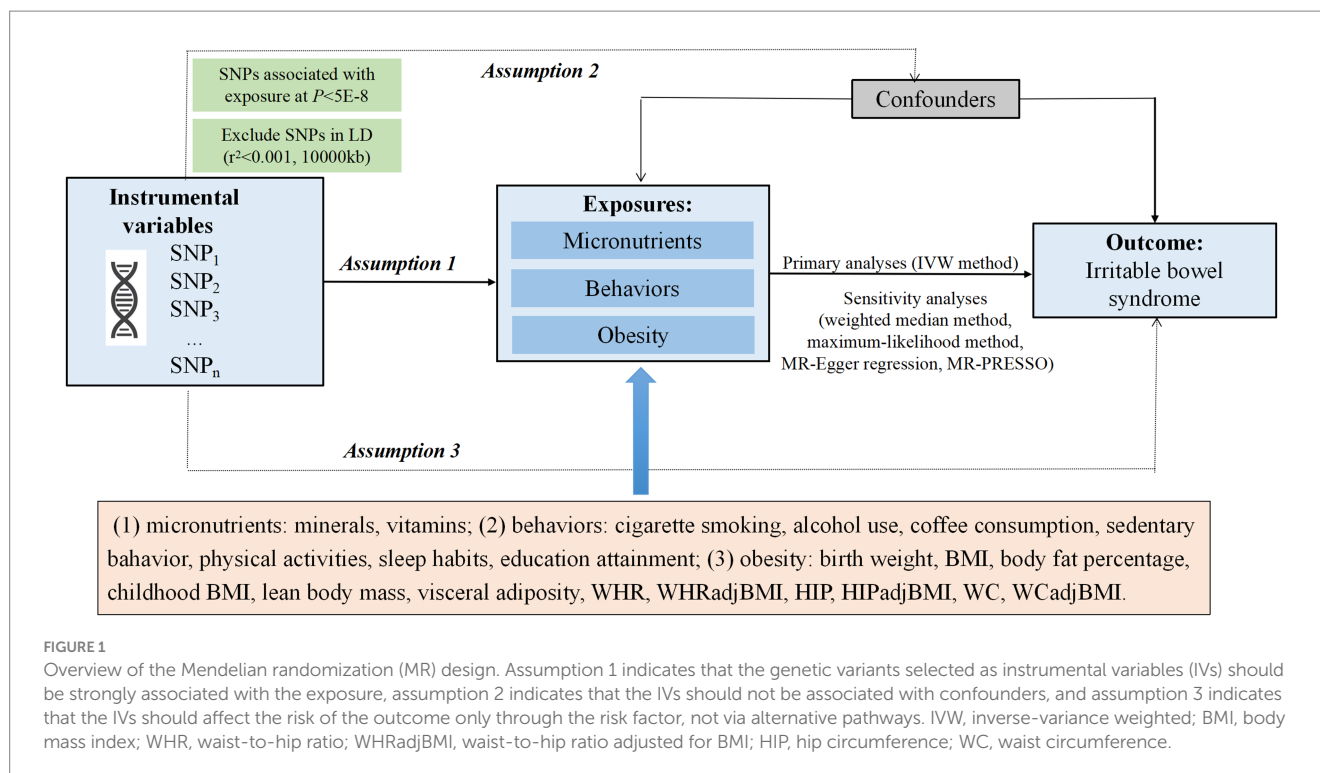 SNPs associated with
exposure at P<5E-8
Assumption 2
Confounders
Exclude SNPs in LD
(r²<0.001, 10000kb)
Instrumental
variables
SNP₁
SNP₂
SNP₃
...
SNPₙ
Assumption 1
Exposures:
Micronutrients
Behaviors
Obesity
Primary analyses (IVW method)
Sensitivity analyses
(weighted median method,
maximum-likelihood method,
MR-Egger regression, MR-PRESSO)
Outcome:
Irritable bowel
syndrome
Assumption 3
(1) micronutrients: minerals, vitamins; (2) behaviors: cigarette smoking, alcohol use, coffee consumption, sedentary
bahavior, physical activities, sleep habits, education attainment; (3) obesity: birth weight, BMI, body fat percentage,
childhood BMI, lean body mass, visceral adiposity, WHR, WHRadjBMI, HIP, HIPadjBMI, WC, WCadjBMI.
FIGURE 1
Overview of the Mendelian randomization (MR) design. Assumption 1 indicates that the genetic variants selected as instrumental variables (IVs) should
be strongly associated with the exposure, assumption 2 indicates that the IVs should not be associated with confounders, and assumption 3 indicates
that the IVs should affect the risk of the outcome only through the risk factor, not via alternative pathways. IVW, inverse-variance weighted; BMI, body
mass index; WHR, waist-to-hip ratio; WHRadjBMI, waist-to-hip ratio adjusted for BMI; HIP, hip circumference; WC, waist circumference.